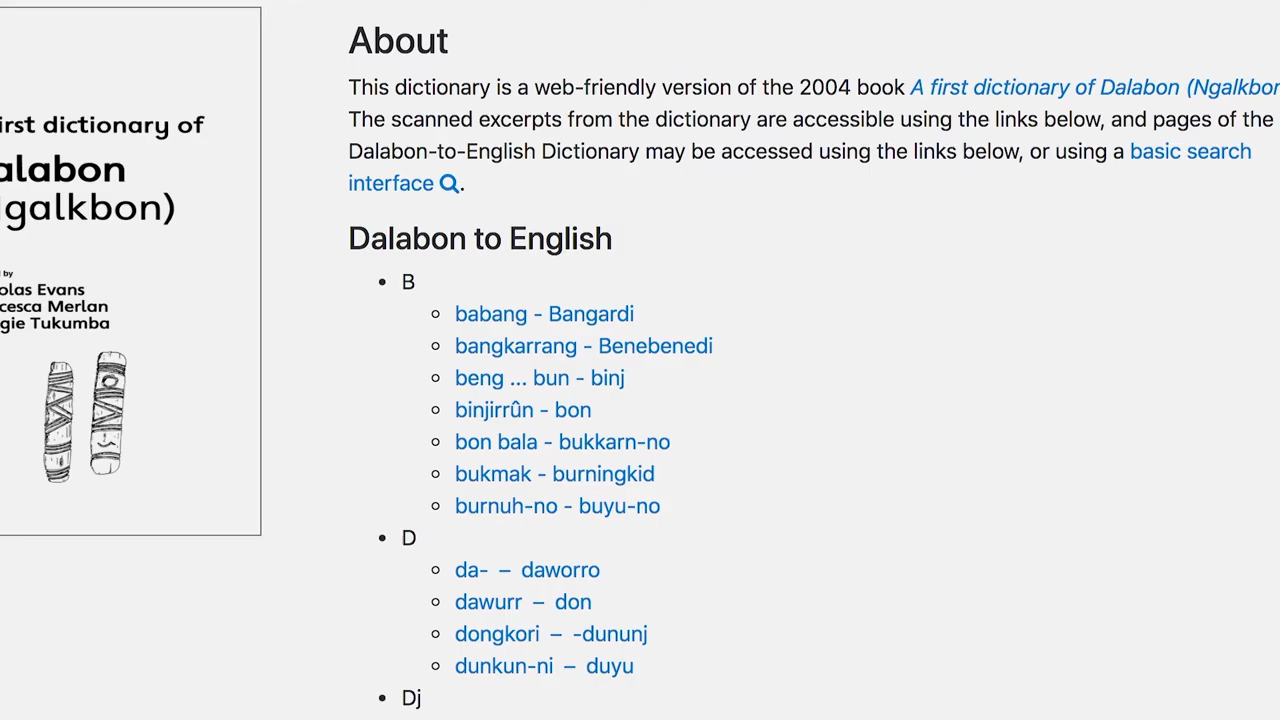 irst dictionary of
alabon
galkbon)
by
olas Evans
cesca Merlan
gie Tukumba
About
This dictionary is a web-friendly version of the 2004 book A first dictionary of Dalabon (Ngalkbon
The scanned excerpts from the dictionary are accessible using the links below, and pages of the
Dalabon-to-English Dictionary may be accessed using the links below, or using a basic search
interface.
Dalabon to English
• B
babang - Bangardi
bangkarrang - Benebenedi
beng ... bun - binj
binjirrûn - bon
bon bala - bukkarn-no
bukmak - burningkid
burnuh-no - buyu-no
• D
da- – daworro
dawurr – don
dongkori – -dununj
dunkun-ni – duyu
• Dj